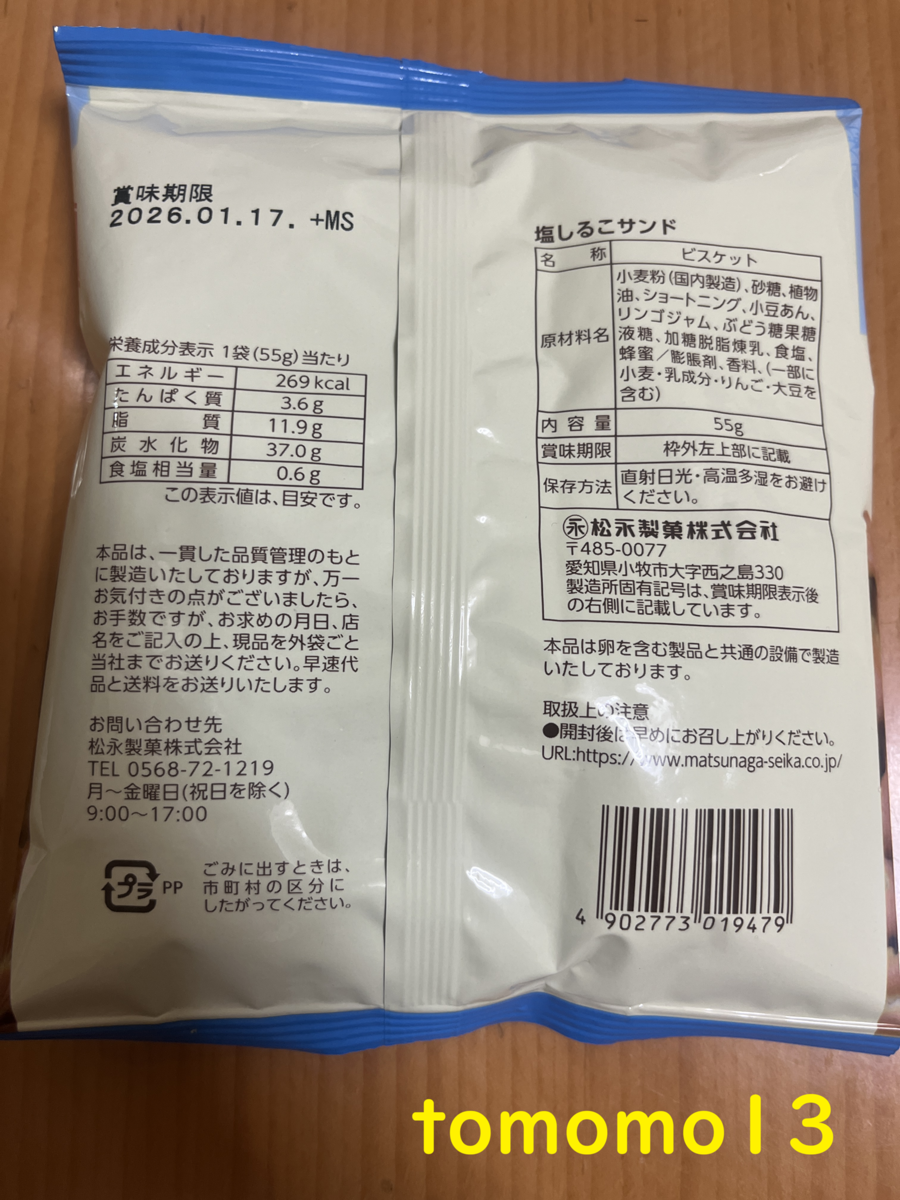 賞味期限
2026.01.17. +MS
栄養成分表示 1袋(55g)当たり
エネルギー 269kcal
たんぱく質 3.6g
脂質 11.9g
炭水化物 37.0g
食塩相当量 0.6g
この表示値は、目安です。
本品は、一貫した品質管理のもと
に製造いたしておりますが、万一
お気付きの点がございましたら、
お手数ですが、お求めの月日、店
名をご記入の上、現品を外袋ごと
当社までお送りください。早速代
品と送料をお送りいたします。
お問い合わせ先
松永製菓株式会社
TEL 0568-72-1219
月～金曜日(祝日を除く)
9:00～17:00
プラ PP
ごみに出すときは、
市町村の区分に
したがってください。
塩しるこサンド
名称 ビスケット
原材料名 小麦粉(国内製造)、砂糖、植物
油、ショートニング、小豆あん、
リンゴジャム、ぶどう糖果糖
液糖、加糖脱脂煉乳、食塩、
蜂蜜／膨脹剤、香料、(一部に
小麦・乳成分・りんご・大豆を
含む)
内容量 55g
賞味期限 枠外左上部に記載
保存方法 直射日光・高温多湿をお避け
ください。
永 松永製菓株式会社
〒485-0077
愛知県小牧市大字西之島330
製造所固有記号は、賞味期限表示後
の右側に記載しています。
本品は卵を含む製品と共通の設備で製造
いたしております。
取扱上の注意
●開封後は早めにお召し上がりください。
URL:https://www.matsunaga-seika.co.jp/
4 902773 019479
tomomo13